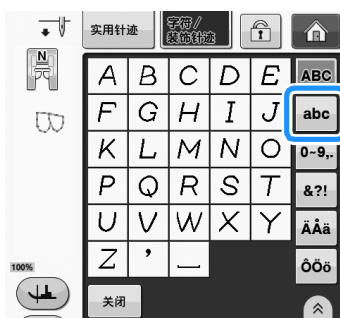 实用针迹
字符/
装饰针迹
N
A B C D E ABC
F G H I J abc
K L M N O 0~9,.
P Q R S T &?!
U V W X Y ÄÅä
Z ’ _ ÔÖö
100%
关闭